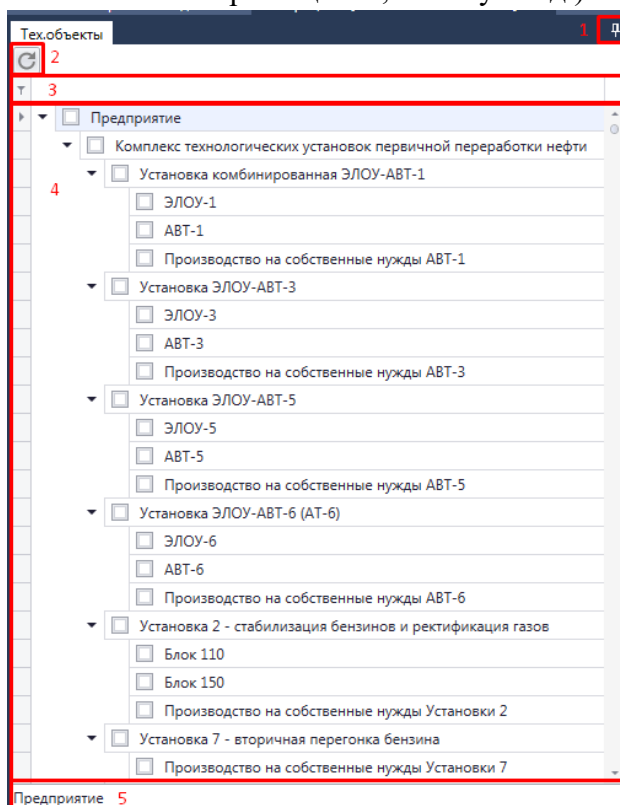 Тех.объекты 1
2
3
Предприятие
Комплекс технологических установок первичной переработки нефти
Установка комбинированная ЭЛОУ-АВТ-1
4
ЭЛОУ-1
АВТ-1
Производство на собственные нужды АВТ-1
Установка ЭЛОУ-АВТ-3
ЭЛОУ-3
АВТ-3
Производство на собственные нужды АВТ-3
Установка ЭЛОУ-АВТ-5
ЭЛОУ-5
АВТ-5
Производство на собственные нужды АВТ-5
Установка ЭЛОУ-АВТ-6 (АТ-6)
ЭЛОУ-6
АВТ-6
Производство на собственные нужды АВТ-6
Установка 2 - стабилизация бензинов и ректификация газов
Блок 110
Блок 150
Производство на собственные нужды Установки 2
Установка 7 - вторичная перегонка бензина
Производство на собственные нужды Установки 7
Предприятие 5